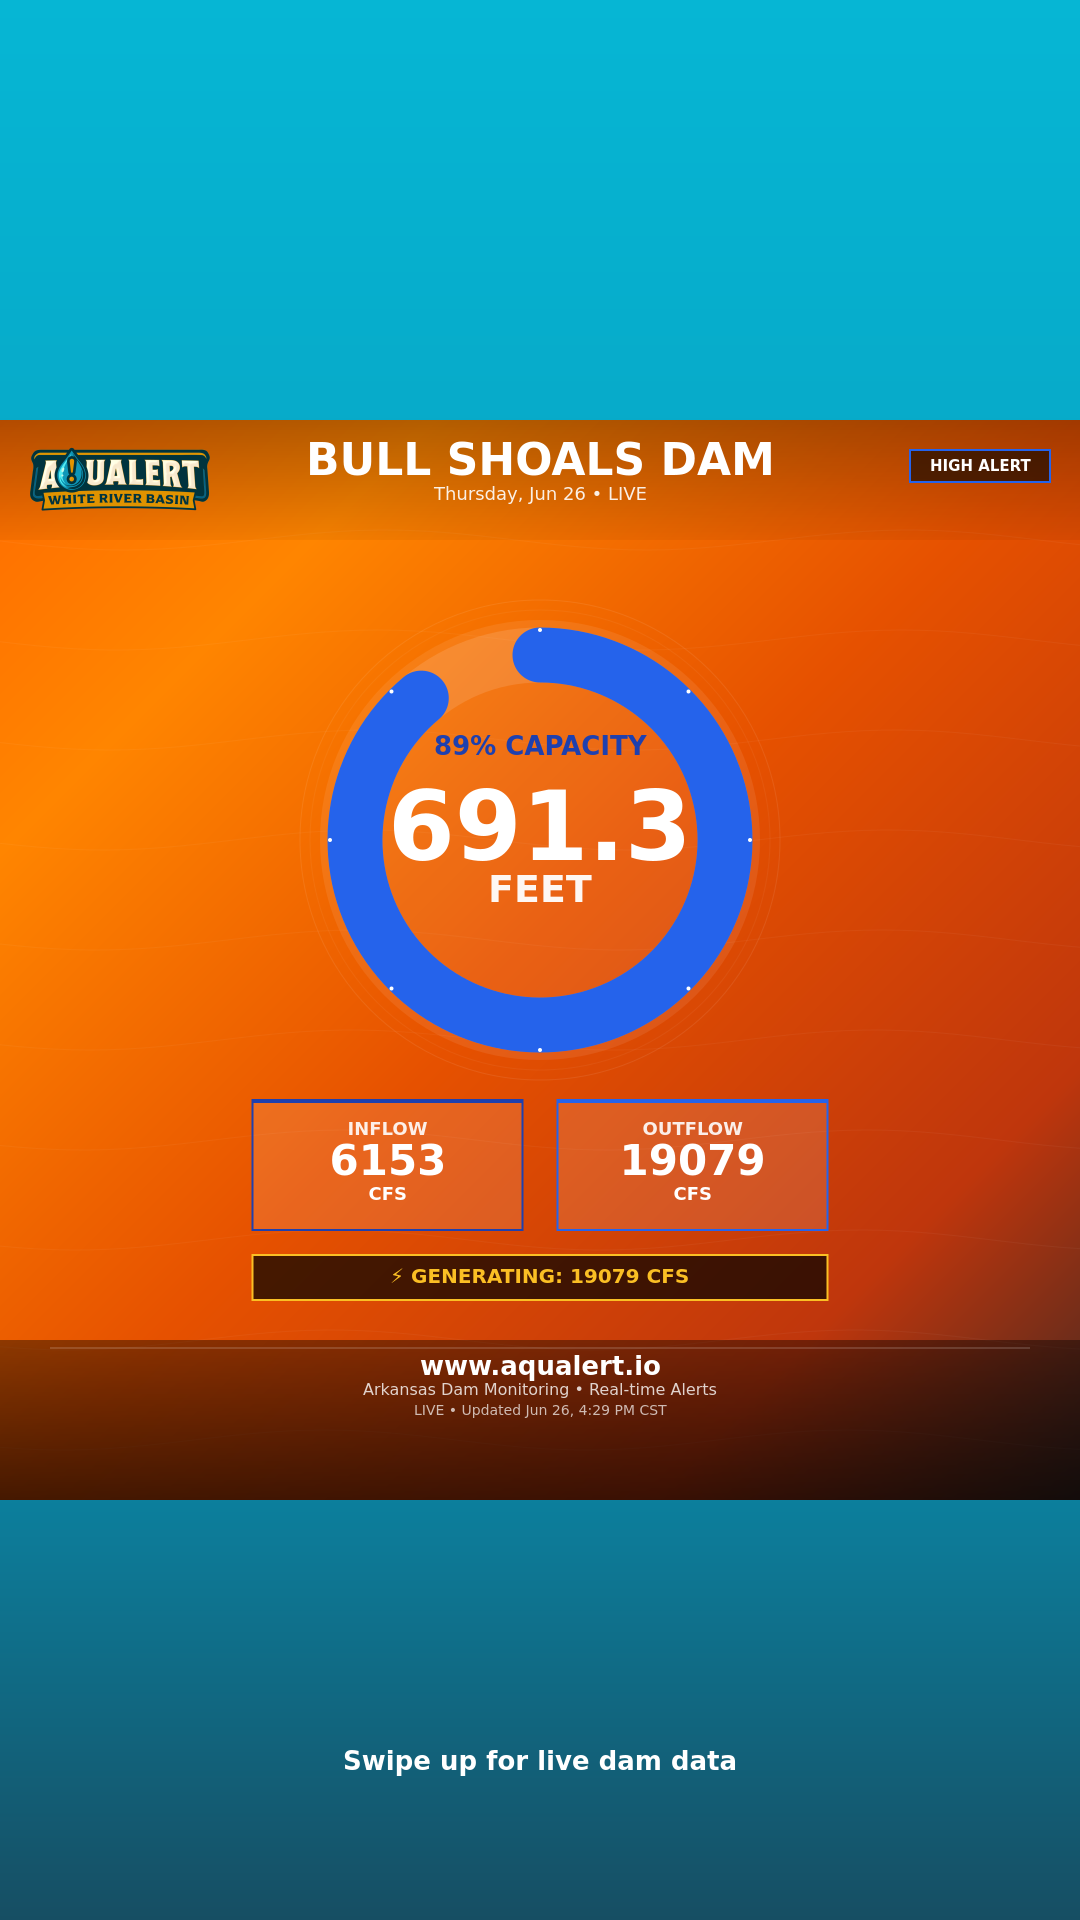 AQUALERT
WHITE RIVER BASIN
BULL SHOALS DAM
Thursday, Jun 26 • LIVE
HIGH ALERT
89% CAPACITY
691.3
FEET
INFLOW
6153
CFS
OUTFLOW
19079
CFS
⚡ GENERATING: 19079 CFS
www.aqualert.io
Arkansas Dam Monitoring • Real-time Alerts
LIVE • Updated Jun 26, 4:29 PM CST
Swipe up for live dam data